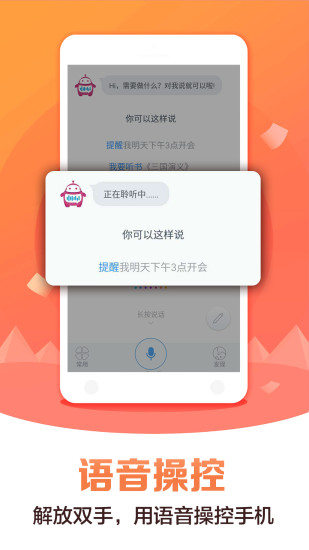 Hi，需要做什么？对我说就可以啦！
你可以这样说
提醒我明天下午3点开会
我要听书《三国演义》
正在聆听中......
你可以这样说
提醒我明天下午3点开会
长按说话
语音操控
解放双手，用语音操控手机